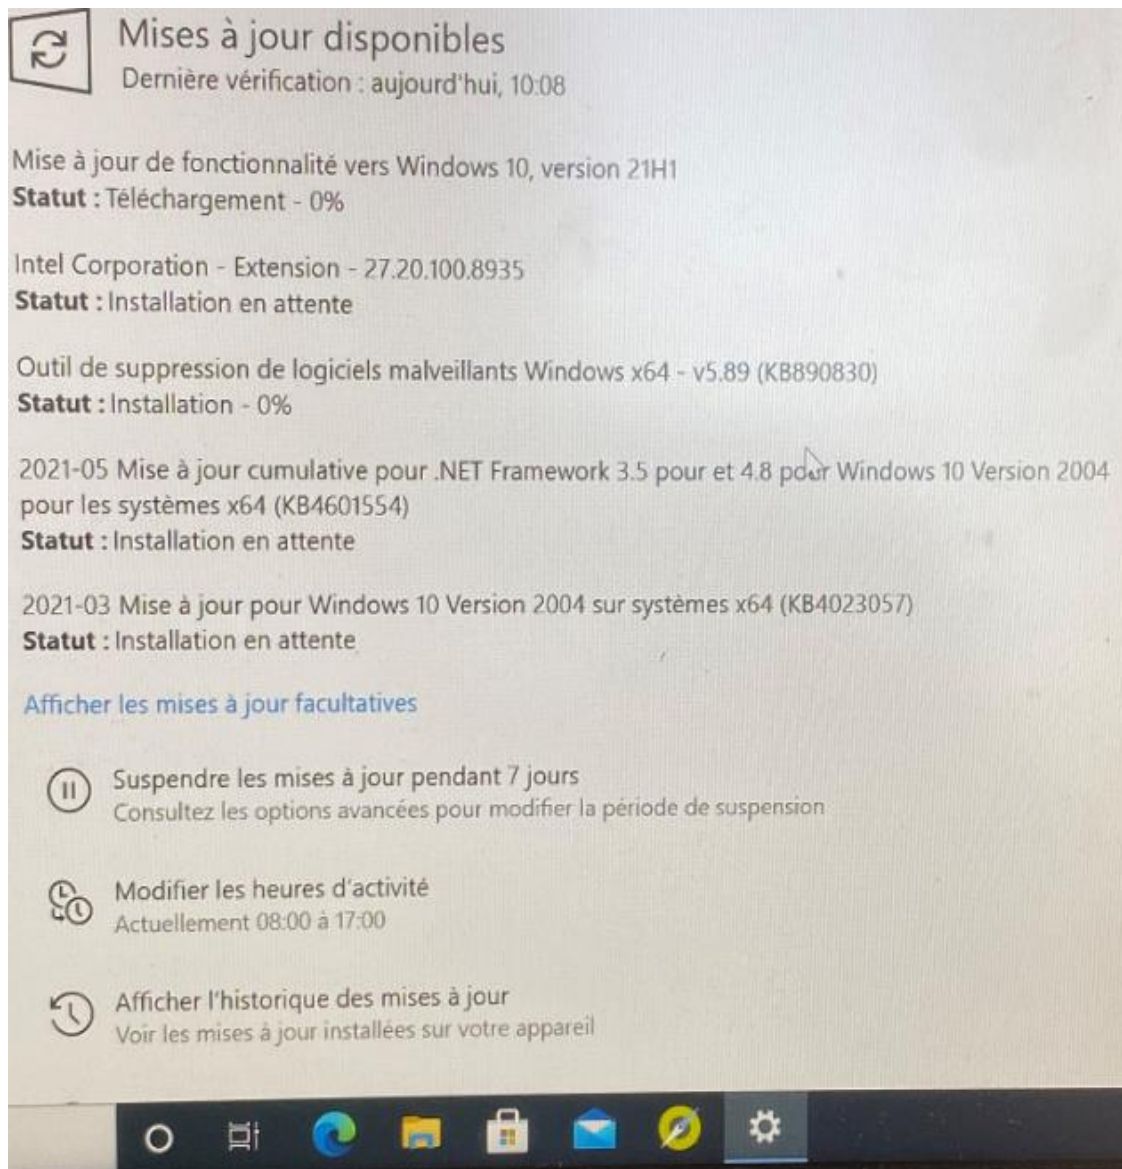 Mises à jour disponibles
Dernière vérification : aujourd'hui, 10:08
Mise à jour de fonctionnalité vers Windows 10, version 21H1
Statut : Téléchargement - 0%
Intel Corporation - Extension - 27.20.100.8935
Statut : Installation en attente
Outil de suppression de logiciels malveillants Windows x64 - v5.89 (KB890830)
Statut : Installation - 0%
2021-05 Mise à jour cumulative pour .NET Framework 3.5 pour et 4.8 pour Windows 10 Version 2004
pour les systèmes x64 (KB4601554)
Statut : Installation en attente
2021-03 Mise à jour pour Windows 10 Version 2004 sur systèmes x64 (KB4023057)
Statut : Installation en attente
Afficher les mises à jour facultatives
Suspendre les mises à jour pendant 7 jours
Consultez les options avancées pour modifier la période de suspension
Modifier les heures d'activité
Actuellement 08:00 à 17:00
Afficher l'historique des mises à jour
Voir les mises à jour installées sur votre appareil